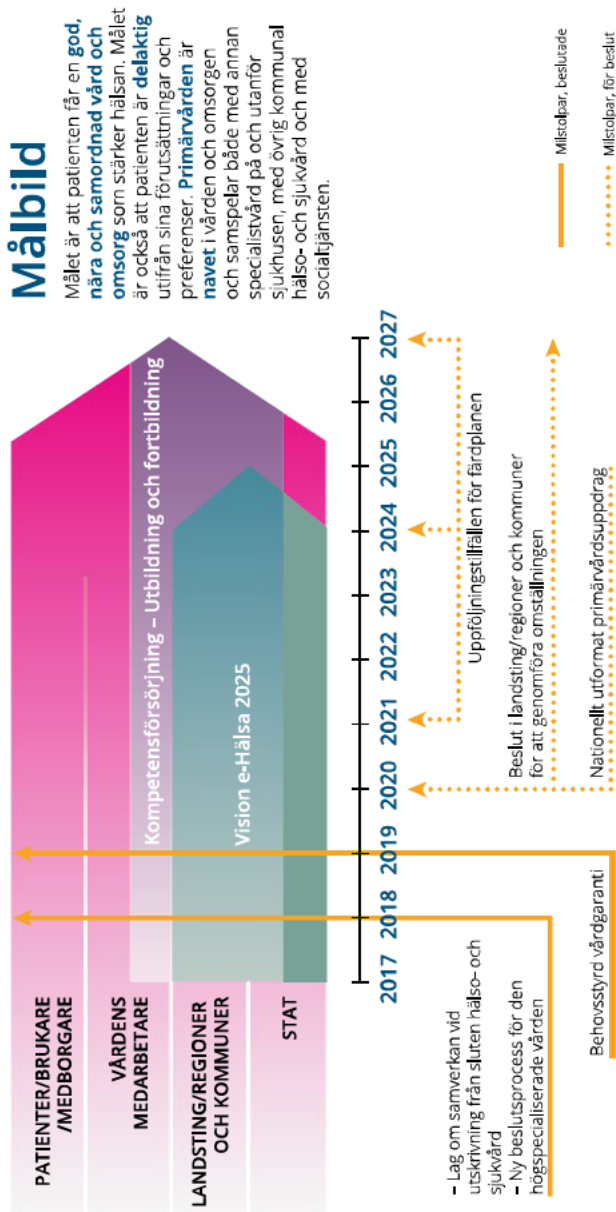 Målbild
Målet är att patienten får en god,
nära och samordnad vård och
omsorg som stärker hälsan. Målet
är också att patienten är delaktig
utifrån sina förutsättningar och
preferenser. Primärvården är
navet i vården och omsorgen
och samspelar både med annan
specialistvård på och utanför
sjukhusen, med övrig kommunal
hälso- och sjukvård och med
socialtjänsten.
PATIENTER/BRUKARE
/MEDBORGARE
VÅRDENS
MEDARBETARE
LANDSTING/REGIONER
OCH KOMMUNER
STAT
Kompetensförsörjning – Utbildning och fortbildning
Vision e-Hälsa 2025
2017 2018 2019 2020 2021 2022 2023 2024 2025 2026 2027
– Lag om samverkan vid
utskrivning från sluten hälso- och
sjukvård
– Ny beslutsprocess för den
högspecialiserade vården
Behovsstyrd vårdgaranti
Uppföljningstillfällen för färdplanen
Beslut i landsting/regioner och kommuner
för att genomföra omställningen
Nationellt utformat primärvårdsuppdrag
Milstolpar, beslutade
Milstolpar, för beslut